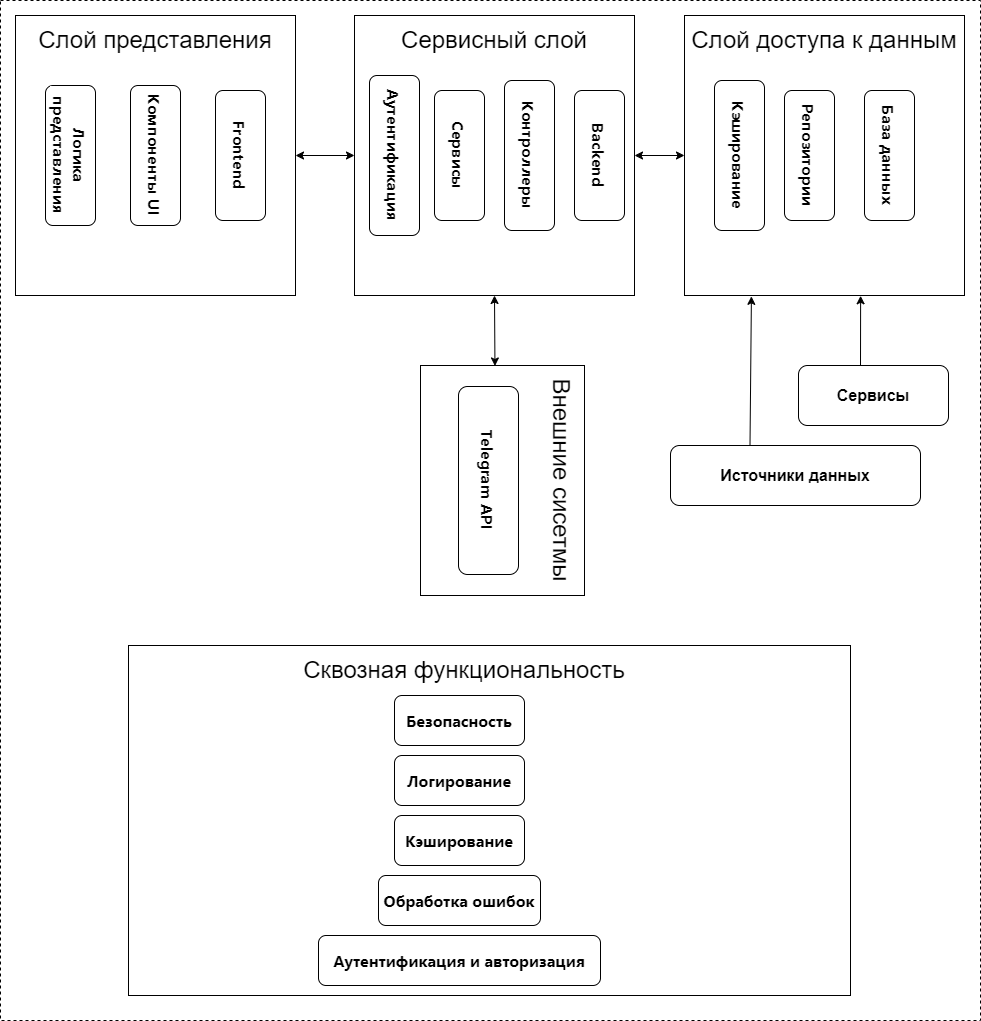 Слой представления
Логика
представления
Компоненты UI
Frontend
Сервисный слой
Аутентификация
Сервисы
Контроллеры
Backend
Слой доступа к данным
Кэширование
Репозитории
База данных
Внешние сисетмы
Telegram API
Сервисы
Источники данных
Сквозная функциональность
Безопасность
Логирование
Кэширование
Обработка ошибок
Аутентификация и авторизация